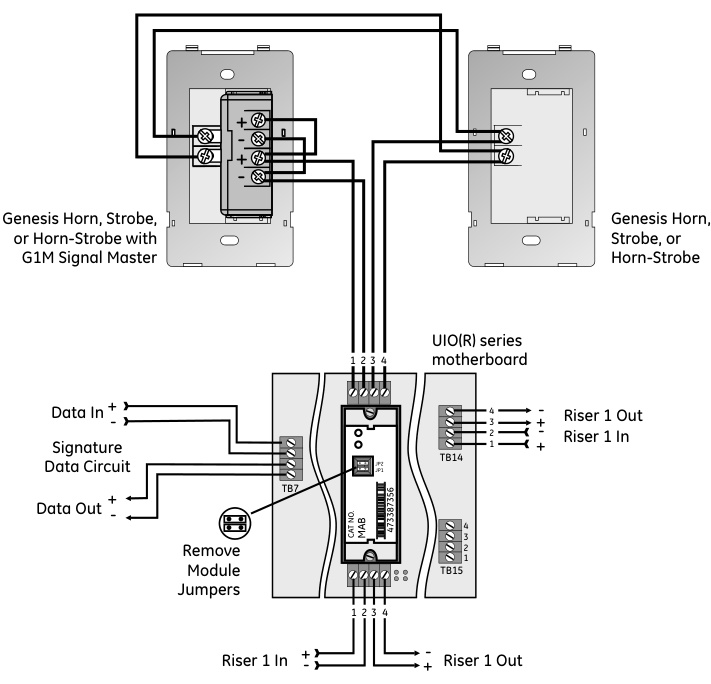 +
-
+
-
Genesis Horn, Strobe,
or Horn-Strobe with
G1M Signal Master
Genesis Horn,
Strobe, or
Horn-Strobe
UIO(R) series
motherboard
1 2 3 4
Data In + -
Signature
Data Circuit
Data Out + -
TB7
JP2
JP1
CAT NO.
MAB
473387356
4 -
3 +
2 -
1 +
Riser 1 Out
Riser 1 In
TB14
4
3
2
1
TB15
Remove
Module
Jumpers
1 2 3 4
Riser 1 In + -
- + Riser 1 Out